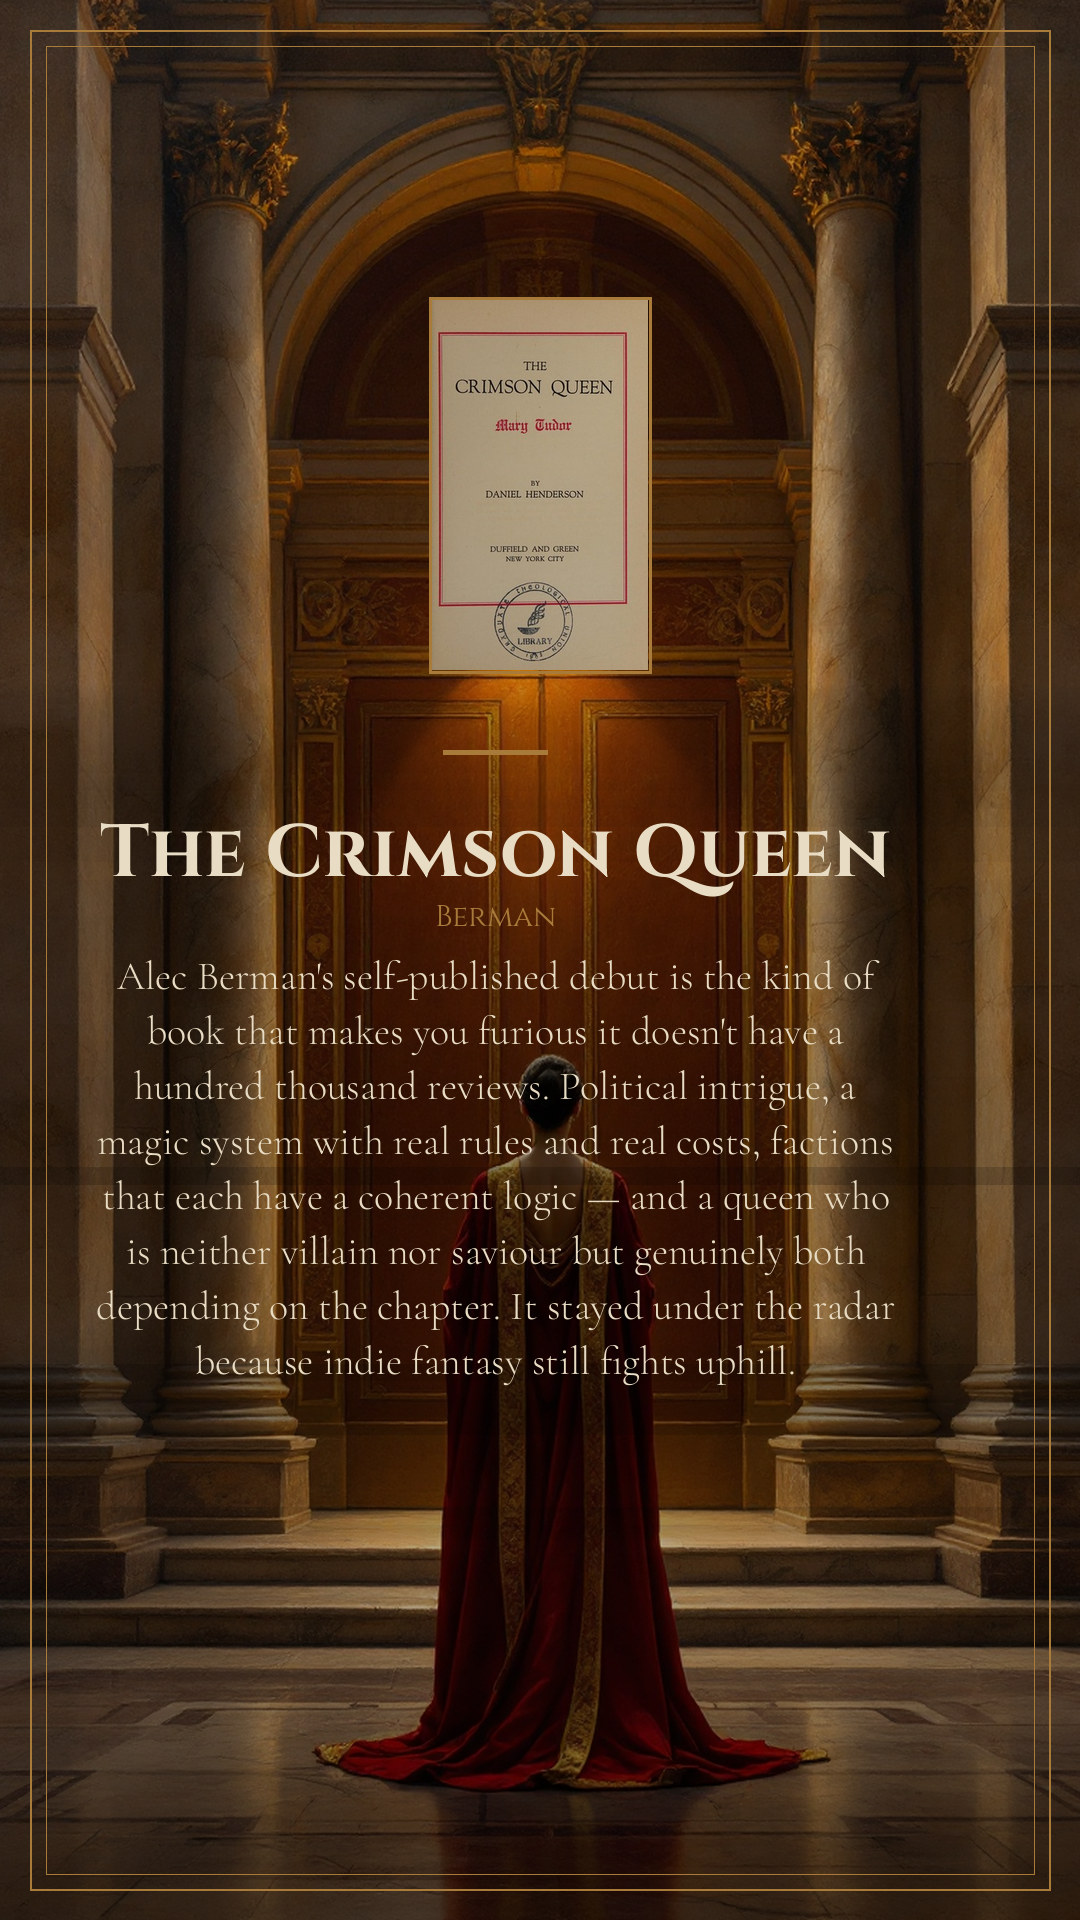 THE
CRIMSON QUEEN
Mary Tudor
BY
DANIEL HENDERSON
DUFFIELD AND GREEN
NEW YORK CITY
GRADUATE THEOLOGICAL UNION
LIBRARY
THE CRIMSON QUEEN
BERMAN
Alec Berman's self-published debut is the kind of
book that makes you furious it doesn't have a
hundred thousand reviews. Political intrigue, a
magic system with real rules and real costs, factions
that each have a coherent logic — and a queen who
is neither villain nor saviour but genuinely both
depending on the chapter. It stayed under the radar
because indie fantasy still fights uphill.